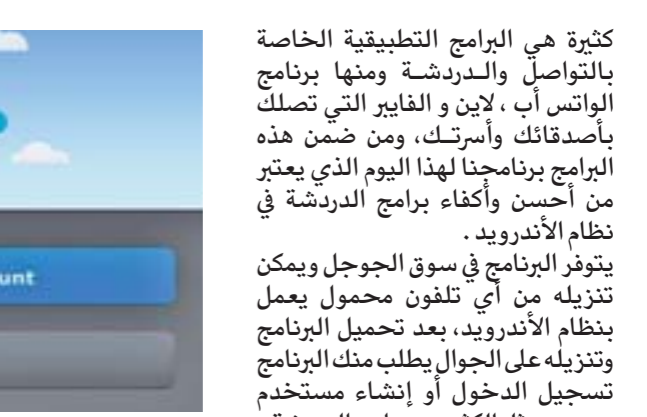 كثيرة هي البرامج التطبيقية الخاصة
بالتواصل والـدردشــة ومنها برنامج
الواتس أب ، لاين و الفايبر التي تصلك
بأصدقائك وأسرتــك، ومن ضمن هذه
البرامج برنامجنا لهذا اليوم الذي يعتبر
من أحسن وأكفاء برامج الدردشة في
نظام الأندرويد .
يتوفر البرنامج في سوق الجوجل ويمكن
تنزيله من أي تلفون محمول يعمل
بنظام الأندرويد، بعد تحميل البرنامج
وتنزيله على الجوال يطلب منك البرنامج
تسجيل الدخول أو إنشاء مستخدم
unt